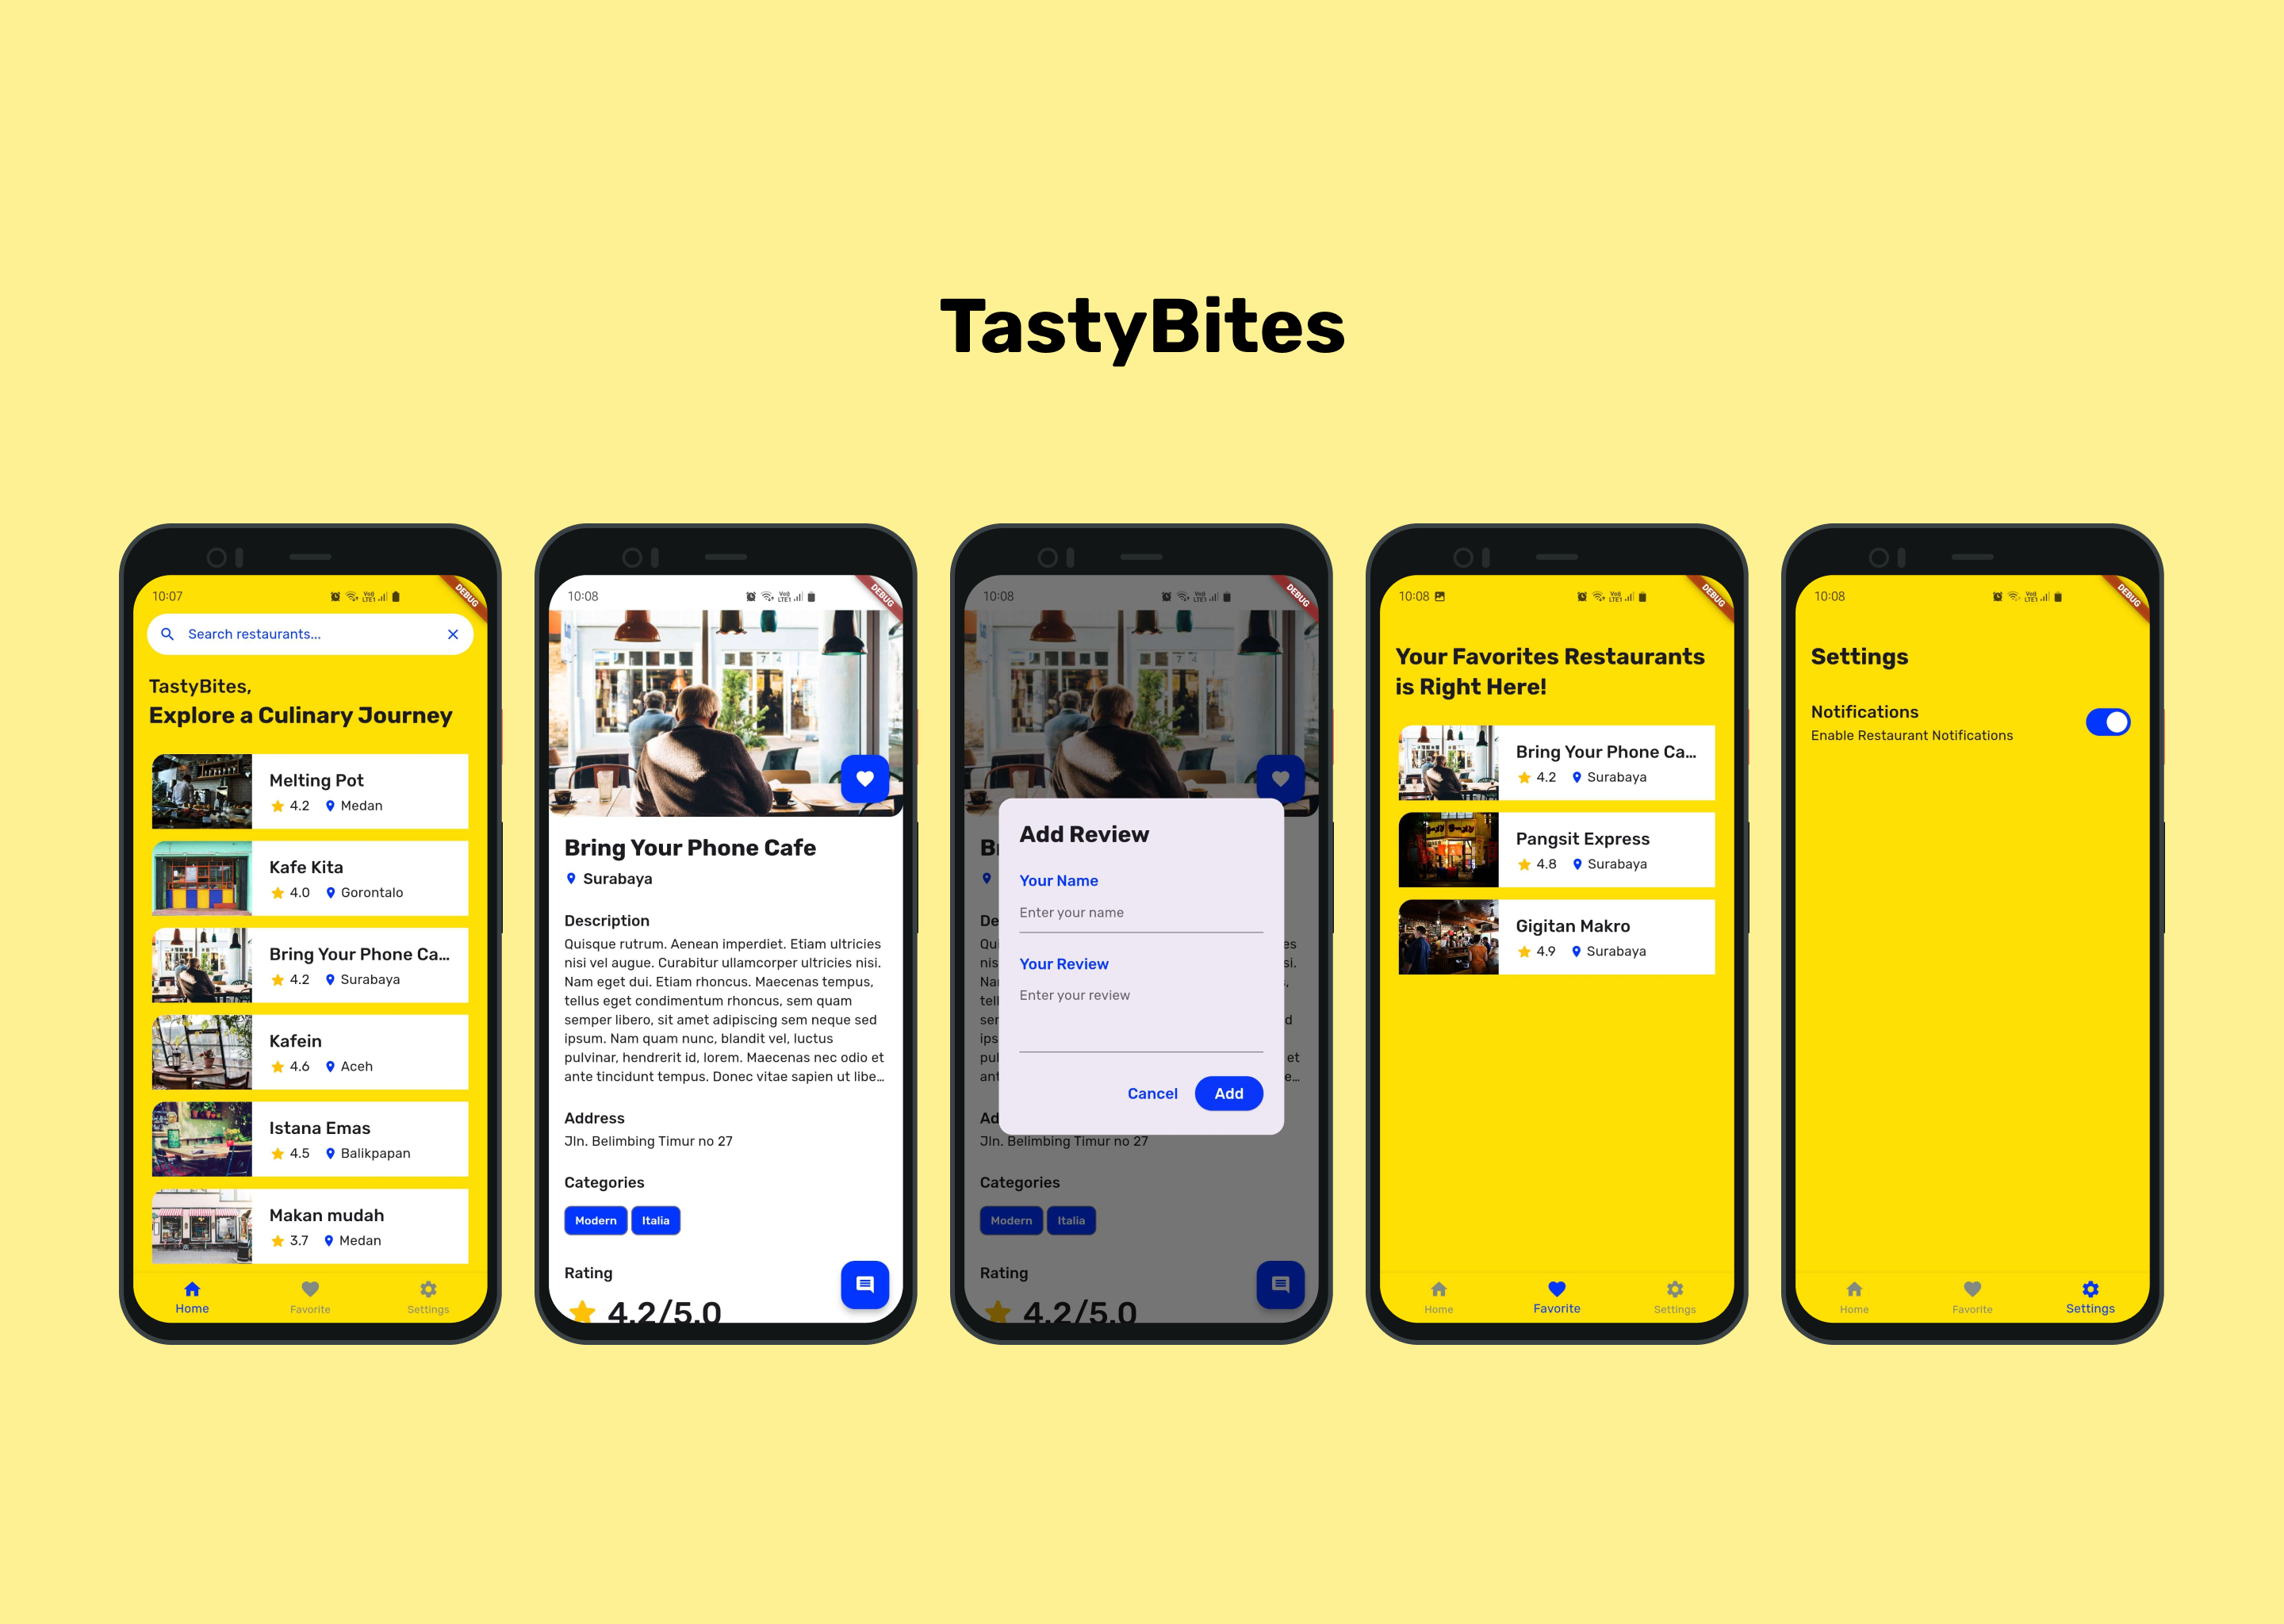 TastyBites
10:07
VoB
LTE1
DEBUG
Search restaurants...
TastyBites,
Explore a Culinary Journey
Melting Pot
4.2 Medan
Kafe Kita
4.0 Gorontalo
Bring Your Phone Ca...
4.2 Surabaya
Kafein
4.6 Aceh
Istana Emas
4.5 Balikpapan
Makan mudah
3.7 Medan
Home Favorite Settings
10:08
DEBUG
7 4
Bring Your Phone Cafe
Surabaya
Description
Quisque rutrum. Aenean imperdiet. Etiam ultricies
nisi vel augue. Curabitur ullamcorper ultricies nisi.
Nam eget dui. Etiam rhoncus. Maecenas tempus,
tellus eget condimentum rhoncus, sem quam
semper libero, sit amet adipiscing sem neque sed
ipsum. Nam quam nunc, blandit vel, luctus
pulvinar, hendrerit id, lorem. Maecenas nec odio et
ante tincidunt tempus. Donec vitae sapien ut libe...
Address
Jln. Belimbing Timur no 27
Categories
Modern Italia
Rating
4.2/5.0
10:08
DEBUG
7 4
Add Review
Your Name
Enter your name
Your Review
Enter your review
Cancel Add
Jln. Belimbing Timur no 27
Categories
Modern Italia
Rating
4.2/5.0
10:08
DEBUG
Your Favorites Restaurants
is Right Here!
Bring Your Phone Ca...
4.2 Surabaya
Pangsit Express
4.8 Surabaya
Gigitan Makro
4.9 Surabaya
Home Favorite Settings
10:08
DEBUG
Settings
Notifications
Enable Restaurant Notifications
Home Favorite Settings